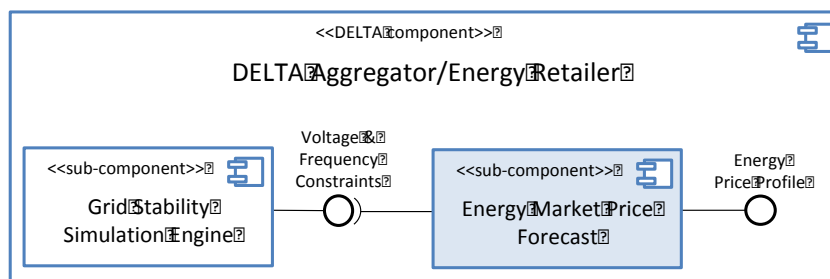 <<DELTA component>>
DELTA Aggregator/Energy Retailer
<<sub-component>>
Grid Stability
Simulation Engine
Voltage &
Frequency
Constraints
<<sub-component>>
Energy Market Price
Forecast
Energy
Price Profile